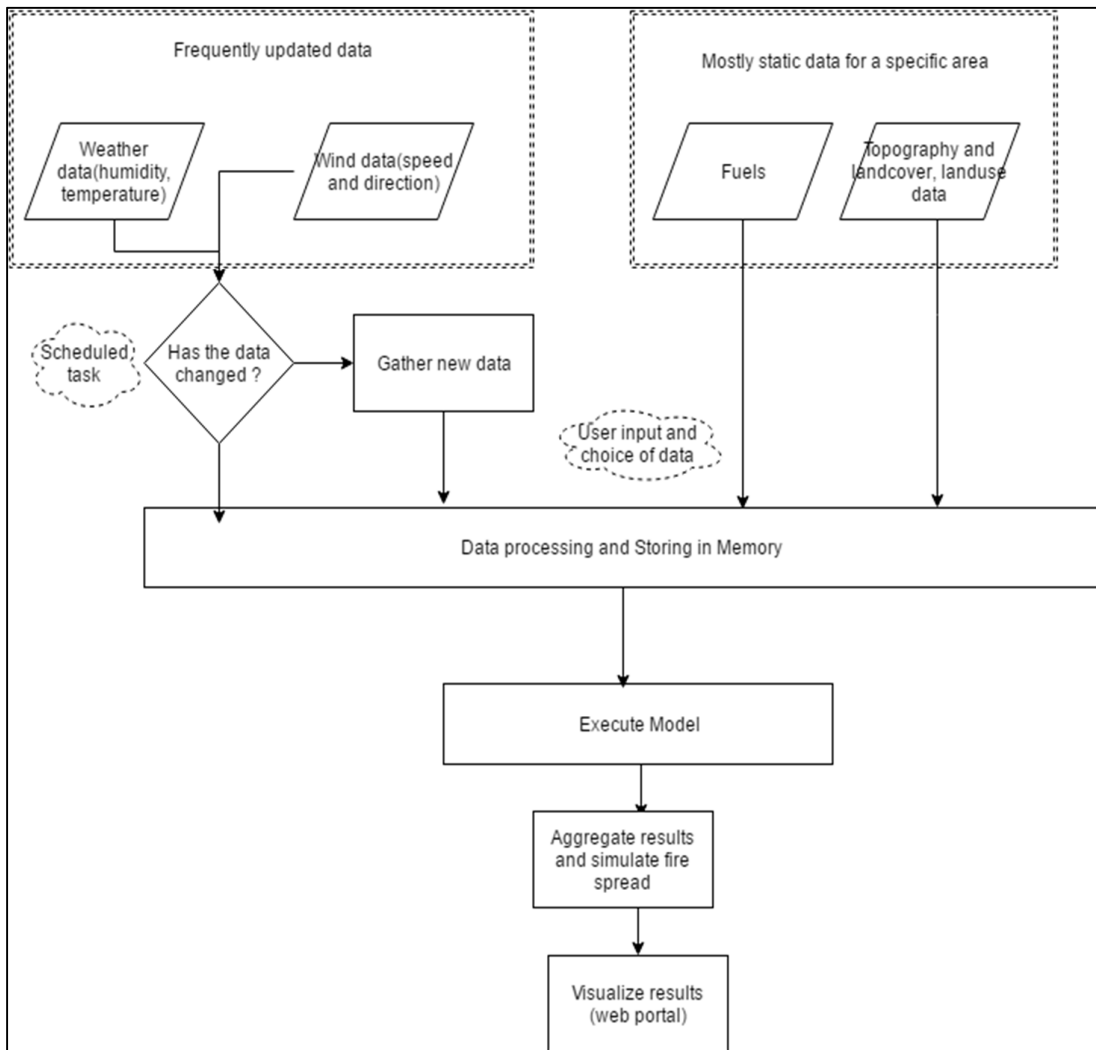 Frequently updated data
Mostly static data for a specific area
Weather
data(humidity,
temperature)
Wind data(speed
and direction)
Fuels
Topography and
landcover, landuse
data
Scheduled
task
Has the data
changed ?
Gather new data
User input and
choice of data
Data processing and Storing in Memory
Execute Model
Aggregate results
and simulate fire
spread
Visualize results
(web portal)